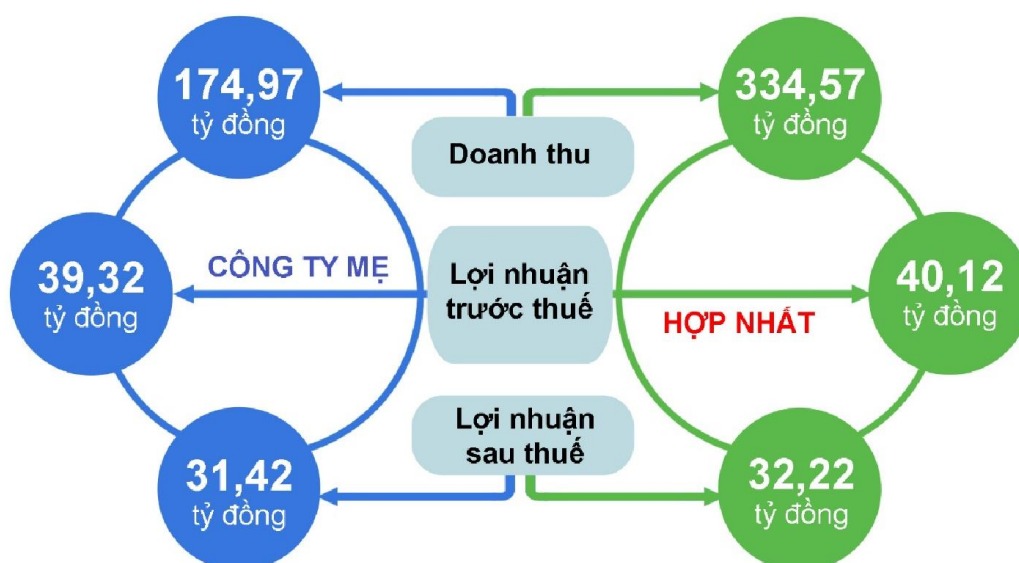 174,97
tỷ đồng
334,57
tỷ đồng
Doanh thu
39,32
tỷ đồng
CÔNG TY MẸ
Lợi nhuận
trước thuế
HỢP NHẤT
40,12
tỷ đồng
31,42
tỷ đồng
Lợi nhuận
sau thuế
32,22
tỷ đồng